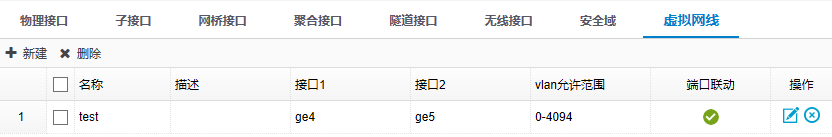 物理接口 子接口 网桥接口 聚合接口 隧道接口 无线接口 安全域 虚拟网线
新建 删除
名称 描述 接口1 接口2 vlan允许范围 端口联动 操作
1 test ge4 ge5 0-4094